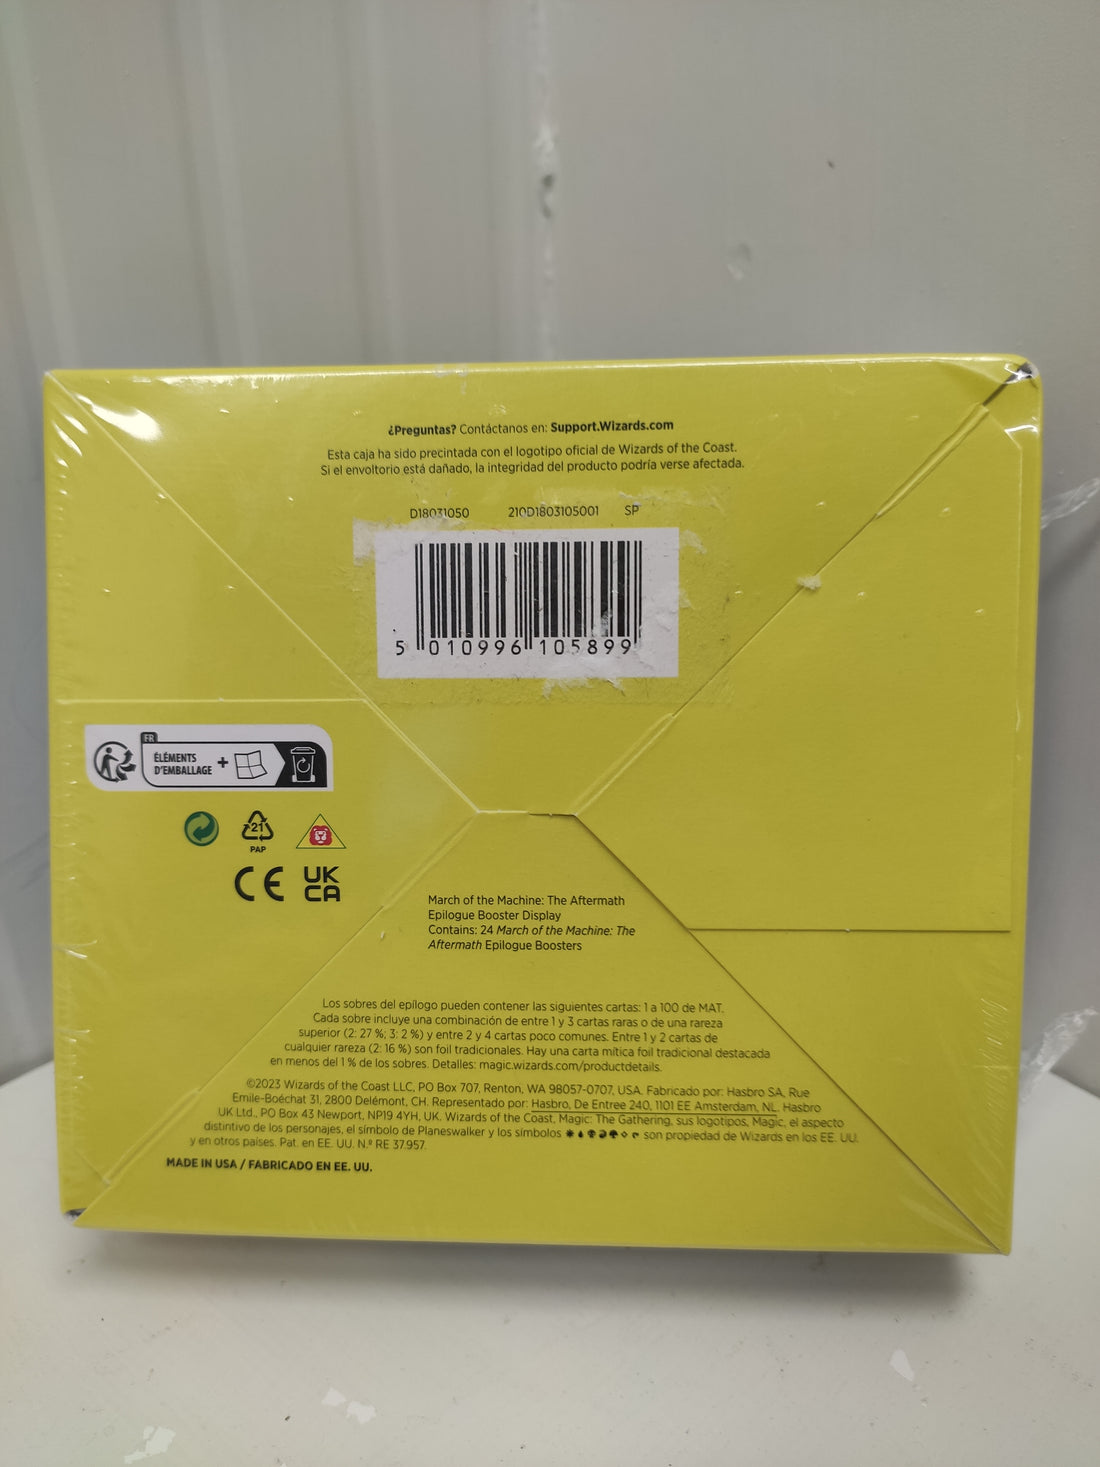 ¿Preguntas? Contáctanos en: Support.Wizards.com
Esta caja ha sido precintada con el logotipo oficial de Wizards of the Coast.
Si el envoltorio está dañado, la integridad del producto podría verse afectada.
D18031050 210D1803105001 SP
5 010996 105899
FR
ÉLÉMENTS
D'EMBALLAGE +
21
PAP
CE UK
CA
March of the Machine: The Aftermath
Epilogue Booster Display
Contains: 24 March of the Machine: The
Aftermath Epilogue Boosters
Los sobres del epílogo pueden contener las siguientes cartas: 1 a 100 de MAT.
Cada sobre incluye una combinación de entre 1 y 3 cartas raras o de una rareza
superior (2: 27 %; 3: 2 %) y entre 2 y 4 cartas poco comunes. Entre 1 y 2 cartas de
cualquier rareza (2: 16 %) son foil tradicionales. Hay una carta mítica foil tradicional destacada
en menos del 1 % de los sobres. Detalles: magic.wizards.com/productdetails.
©2023 Wizards of the Coast LLC, PO Box 707, Renton, WA 98057-0707, USA. Fabricado por: Hasbro SA, Rue
Emile-Boéchat 31, 2800 Delémont, CH. Representado por: Hasbro, De Entree 240, 1101 EE Amsterdam, NL. Hasbro
UK Ltd., PO Box 43 Newport, NP19 4YH, UK. Wizards of the Coast, Magic: The Gathering, sus logotipos, Magic, el aspecto
distintivo de los personajes, el símbolo de Planeswalker y los símbolos son propiedad de Wizards en los EE. UU.
y en otros países. Pat. en EE. UU. N.º RE 37.957.
MADE IN USA / FABRICADO EN EE. UU.